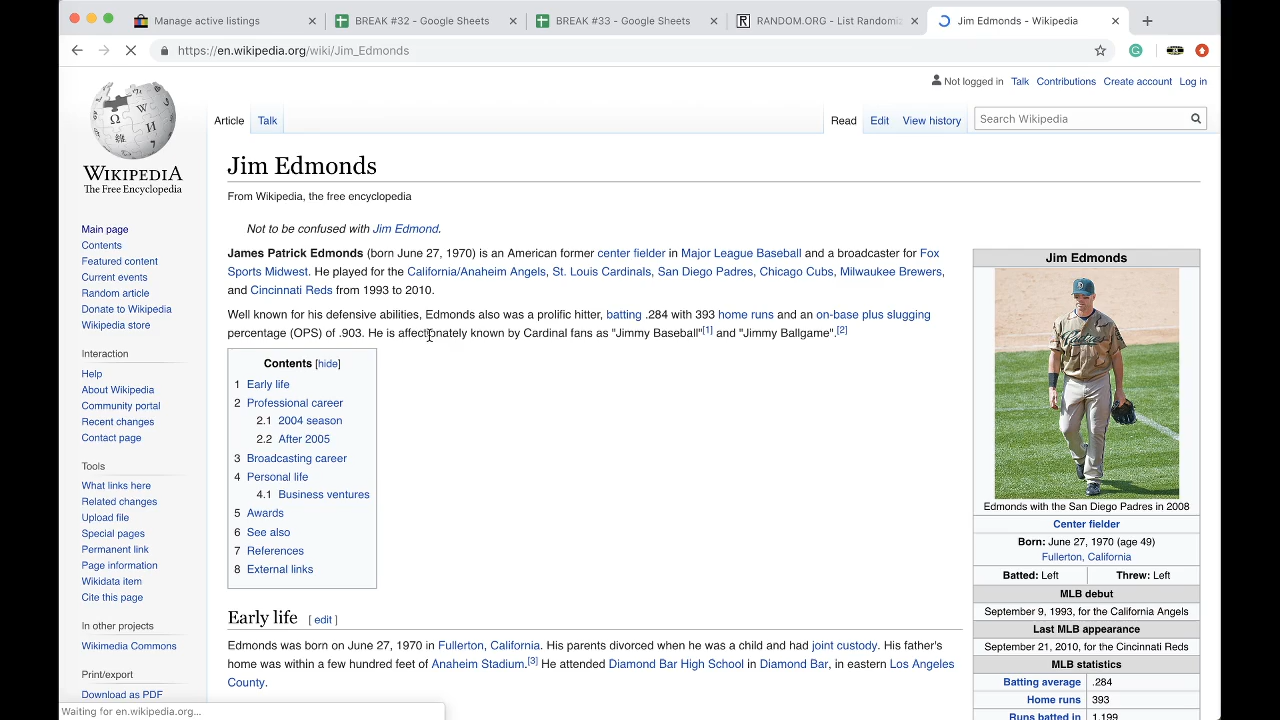 Manage active listings
BREAK #32 - Google Sheets
BREAK #33 - Google Sheets
RANDOM.ORG - List Randomiz
Jim Edmonds - Wikipedia
https://en.wikipedia.org/wiki/Jim_Edmonds
Not logged in Talk Contributions Create account Log in
Article Talk Read Edit View history Search Wikipedia
WIKIPEDIA
The Free Encyclopedia
Main page
Contents
Featured content
Current events
Random article
Donate to Wikipedia
Wikipedia store
Interaction
Help
About Wikipedia
Community portal
Recent changes
Contact page
Tools
What links here
Related changes
Upload file
Special pages
Permanent link
Page information
Wikidata item
Cite this page
In other projects
Wikimedia Commons
Print/export
Download as PDF
Jim Edmonds
From Wikipedia, the free encyclopedia
Not to be confused with Jim Edmond.
James Patrick Edmonds (born June 27, 1970) is an American former center fielder in Major League Baseball and a broadcaster for Fox
Sports Midwest. He played for the California/Anaheim Angels, St. Louis Cardinals, San Diego Padres, Chicago Cubs, Milwaukee Brewers,
and Cincinnati Reds from 1993 to 2010.
Well known for his defensive abilities, Edmonds also was a prolific hitter, batting .284 with 393 home runs and an on-base plus slugging
percentage (OPS) of .903. He is affectionately known by Cardinal fans as "Jimmy Baseball"[1] and "Jimmy Ballgame".[2]
Contents [hide]
1 Early life
2 Professional career
2.1 2004 season
2.2 After 2005
3 Broadcasting career
4 Personal life
4.1 Business ventures
5 Awards
6 See also
7 References
8 External links
Early life [ edit ]
Edmonds was born on June 27, 1970 in Fullerton, California. His parents divorced when he was a child and had joint custody. His father's
home was within a few hundred feet of Anaheim Stadium.[3] He attended Diamond Bar High School in Diamond Bar, in eastern Los Angeles
County.
Jim Edmonds
Edmonds with the San Diego Padres in 2008
Center fielder
Born: June 27, 1970 (age 49)
Fullerton, California
Batted: Left Threw: Left
MLB debut
September 9, 1993, for the California Angels
Last MLB appearance
September 21, 2010, for the Cincinnati Reds
MLB statistics
Batting average .284
Home runs 393
Runs batted in 1,199
Waiting for en.wikipedia.org...